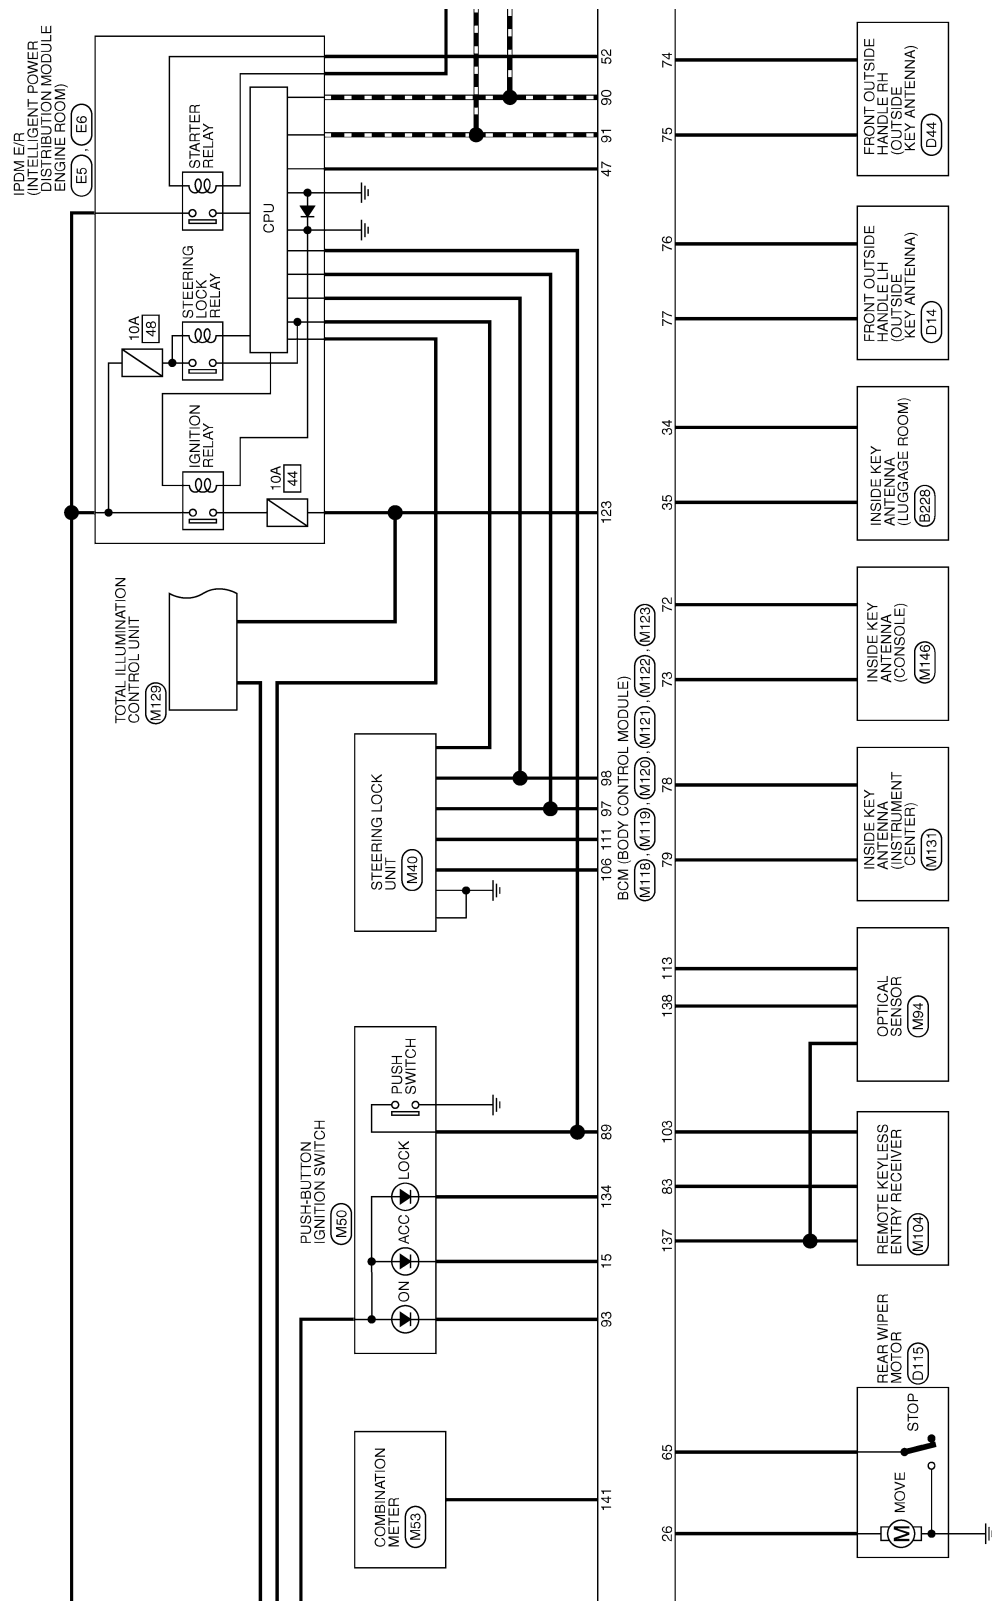 IPDM E/R
(INTELLIGENT POWER
DISTRIBUTION MODULE
ENGINE ROOM)
E5 , E6
STARTER
RELAY
CPU
STEERING
LOCK
RELAY
10A
48
IGNITION
RELAY
10A
44
52
90
91
47
123
TOTAL ILLUMINATION
CONTROL UNIT
M129
STEERING LOCK
UNIT
M40
98
97
111
106
BCM (BODY CONTROL MODULE)
M118 , M119 , M120 , M121 , M122 , M123
PUSH-BUTTON
IGNITION SWITCH
M50
PUSH
SWITCH
LOCK
ACC
ON
89
134
15
93
COMBINATION
METER
M53
141
74
75
FRONT OUTSIDE
HANDLE RH
(OUTSIDE
KEY ANTENNA)
D44
76
77
FRONT OUTSIDE
HANDLE LH
(OUTSIDE
KEY ANTENNA)
D14
34
35
INSIDE KEY
ANTENNA
(LUGGAGE ROOM)
B228
72
73
INSIDE KEY
ANTENNA
(CONSOLE)
M146
78
79
INSIDE KEY
ANTENNA
(INSTRUMENT
CENTER)
M131
113
138
OPTICAL
SENSOR
M94
103
83
137
REMOTE KEYLESS
ENTRY RECEIVER
M104
REAR WIPER
MOTOR
D115
65
26
STOP
MOVE
M